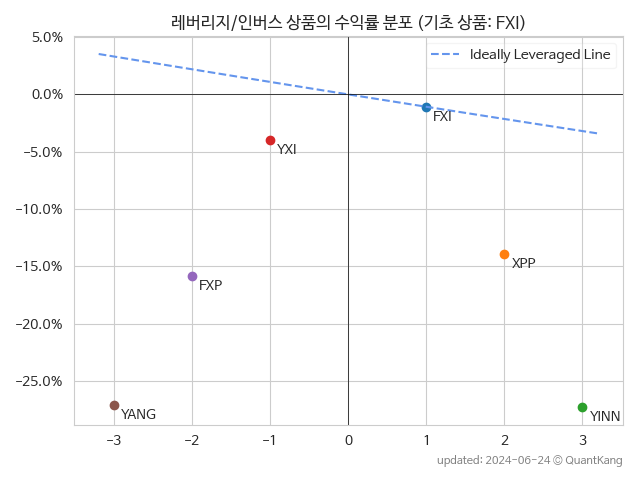 레버리지/인버스 상품의 수익률 분포 (기초 상품: FXI)
5.0%
Ideally Leveraged Line
0.0%
FXI
YXI
-5.0%
-10.0%
XPP
-15.0%
FXP
-20.0%
-25.0%
YANG
YINN
-3 -2 -1 0 1 2 3
updated: 2024-06-24 © QuantKang